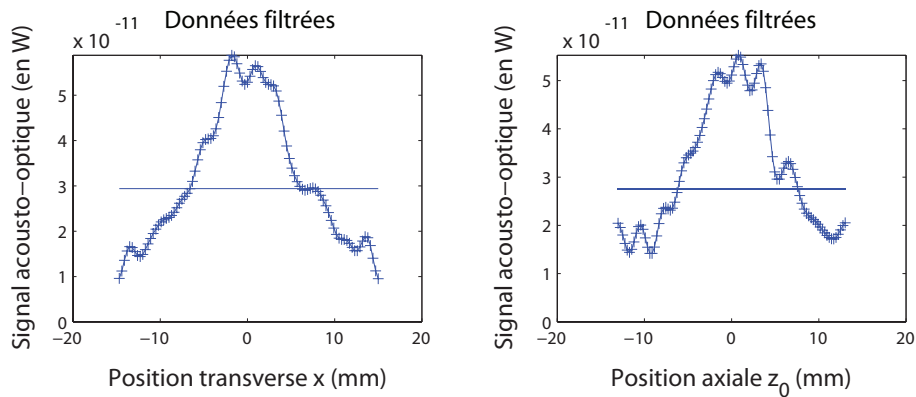 Données filtrées
x 10 -11
Signal acousto-optique (en W)
5
4
3
2
1
0
−20 −10 0 10 20
Position transverse x (mm)
Données filtrées
x 10 -11
Signal acousto-optique (en W)
5
4
3
2
1
0
−20 −10 0 10 20
Position axiale z0 (mm)